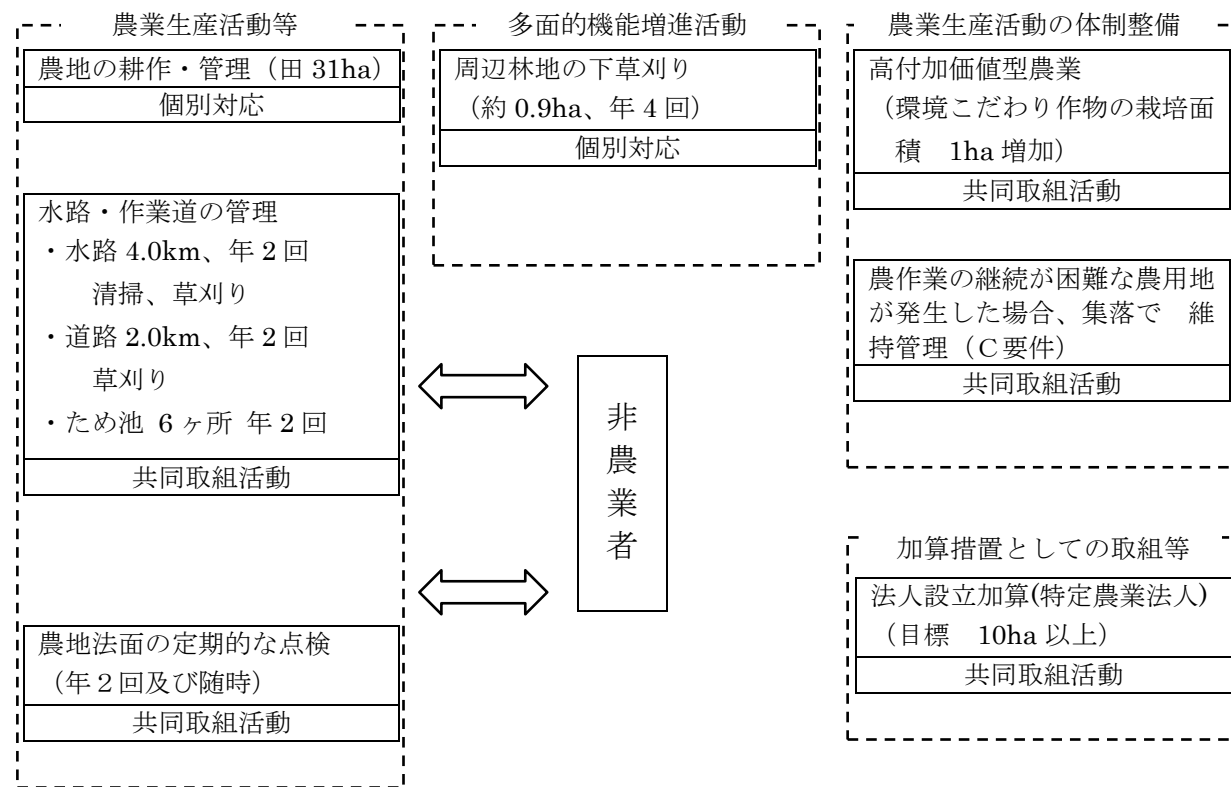 農業生産活動等
農地の耕作・管理（田 31ha）
個別対応
水路・作業道の管理
・水路 4.0km、年 2 回
清掃、草刈り
・道路 2.0km、年 2 回
草刈り
・ため池 6 ヶ所 年 2 回
共同取組活動
農地法面の定期的な点検
（年２回及び随時）
共同取組活動
多面的機能増進活動
周辺林地の下草刈り
（約 0.9ha、年 4 回）
個別対応
非
農
業
者
農業生産活動の体制整備
高付加価値型農業
（環境こだわり作物の栽培面
積　1ha 増加）
共同取組活動
農作業の継続が困難な農用地
が発生した場合、集落で　維
持管理（Ｃ要件）
共同取組活動
加算措置としての取組等
法人設立加算(特定農業法人)
（目標　10ha 以上）
共同取組活動